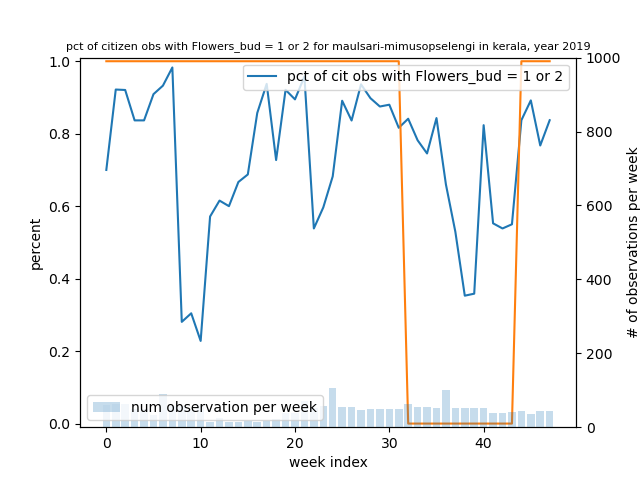 pct of citizen obs with Flowers_bud = 1 or 2 for maulsari-mimusopselengi in kerala, year 2019
pct of cit obs with Flowers_bud = 1 or 2
num observation per week
percent
1.0
0.8
0.6
0.4
0.2
0.0
1000
800
600
400
200
0
# of observations per week
0
10
20
30
40
week index